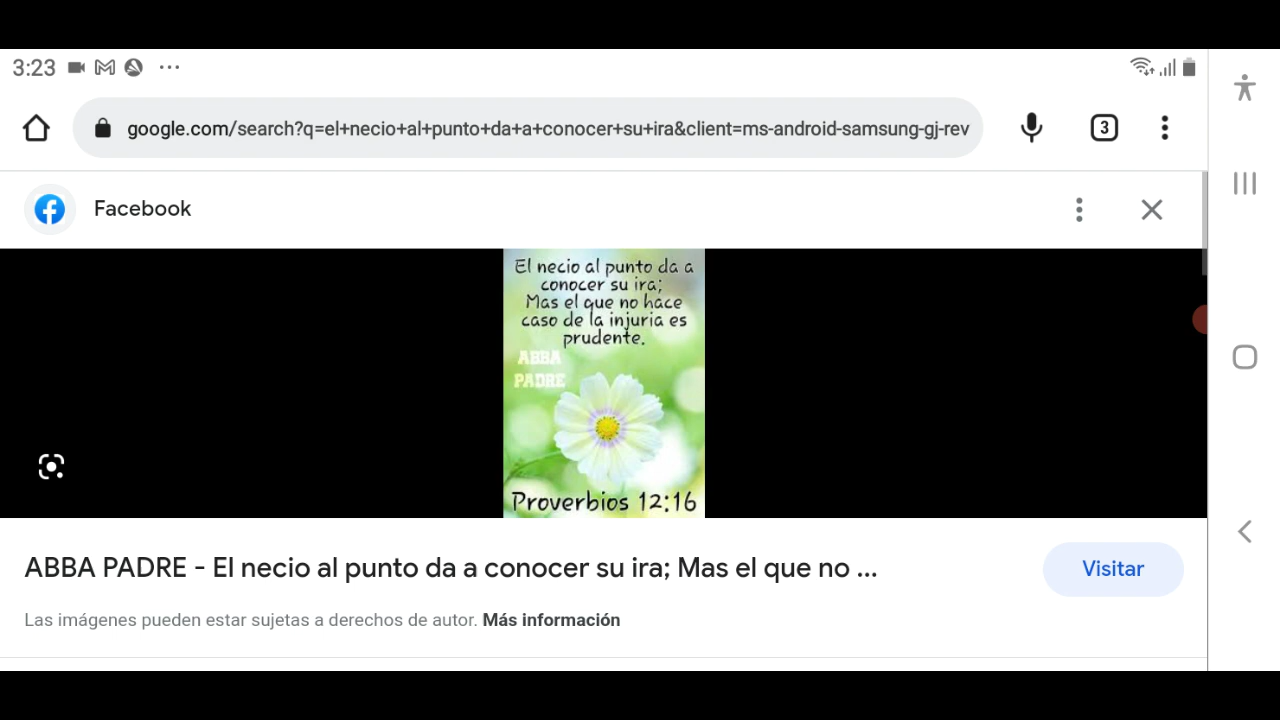 3:23
google.com/search?q=el+necio+al+punto+da+a+conocer+su+ira&client=ms-android-samsung-gj-rev
3
Facebook
El necio al punto da a
conocer su ira;
Mas el que no hace
caso de la injuria es
prudente.
ABBA
PADRE
Proverbios 12:16
ABBA PADRE - El necio al punto da a conocer su ira; Mas el que no ...
Visitar
Las imágenes pueden estar sujetas a derechos de autor. Más información